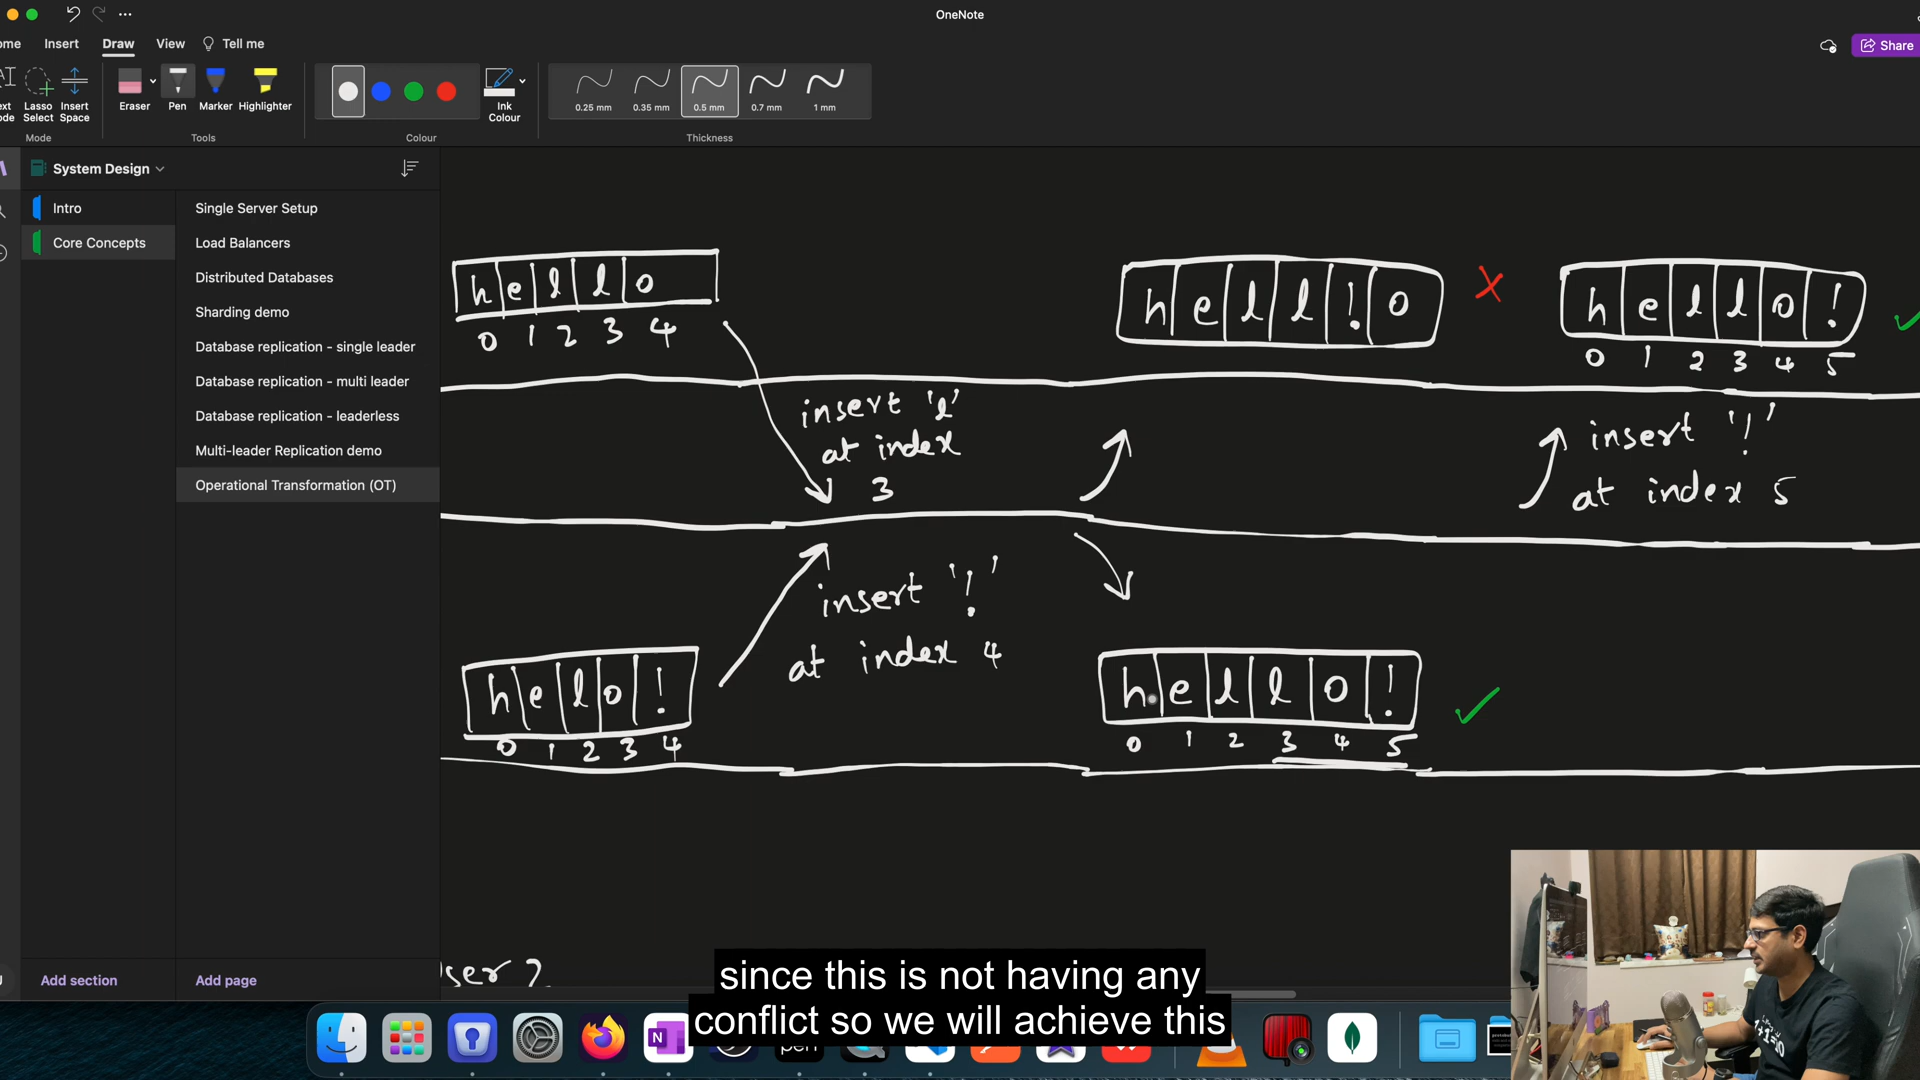 OneNote
ome Insert Draw View Tell me
Share
Eraser Pen Marker Highlighter
Lasso Select
Insert Space
Ink Colour
0.25 mm 0.35 mm 0.5 mm 0.7 mm 1 mm
Mode Tools Colour Thickness
System Design
Intro
Core Concepts
Single Server Setup
Load Balancers
Distributed Databases
Sharding demo
Database replication - single leader
Database replication - multi leader
Database replication - leaderless
Multi-leader Replication demo
Operational Transformation (OT)
Add section
Add page
h e l l o
0 1 2 3 4
h e l l ! o X
h e l l o !
0 1 2 3 4 5
insert 'l'
at index
3
insert '!'
at index 5
insert '!'
at index 4
h e l o !
0 1 2 3 4
h e l l o !
0 1 2 3 4 5
since this is not having any
conflict so we will achieve this